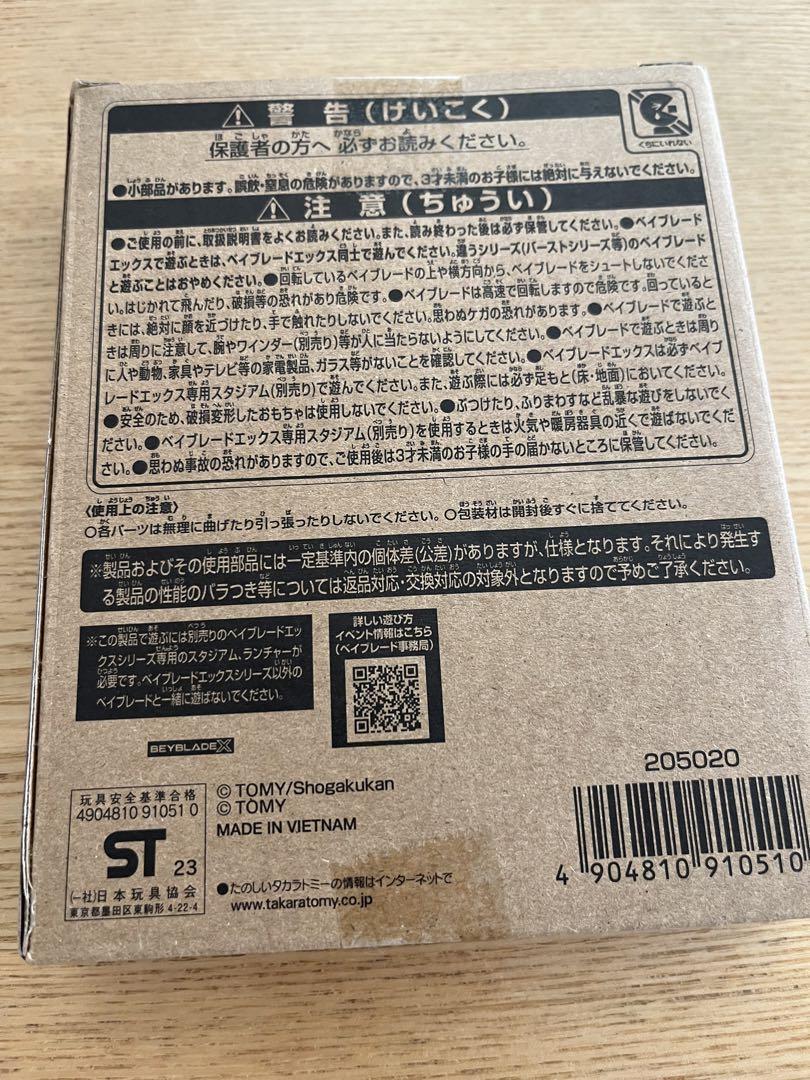 警告(けいこく)
くちにいれない
保護者の方へ 必ずお読みください。
●小部品があります。誤飲・窒息の危険がありますので、3才未満のお子様には絶対に与えないでください。
注意(ちゅうい)
●ご使用の前に、取扱説明書をよくお読みください。また、読み終わった後は必ず保管してください。●ベイブレード
エックスで遊ぶときは、ベイブレードエックス同士で遊んでください。違うシリーズ(バーストシリーズ等)のベイブレード
と遊ぶことはおやめください。●回転しているベイブレードの上や横方向から、ベイブレードをシュートしないでくださ
い。はじかれて飛んだり、破損等の恐れがあり危険です。●ベイブレードは高速で回転しますので危険です。回っていると
きには、絶対に顔を近づけたり、手で触れたりしないでください。思わぬケガの恐れがあります。●ベイブレードで遊ぶと
きは周りに注意して、腕やワインダー(別売り)等が人に当たらないようにしてください。●ベイブレードで遊ぶときは周り
に人や動物、家具やテレビ等の家電製品、ガラス等がないことを確認してください。●ベイブレードエックスは必ずベイブ
レードエックス専用スタジアム(別売り)で遊んでください。また、遊ぶ際には必ず足もと(床・地面)においてください。
●安全のため、破損変形したおもちゃは使用しないでください。●ぶつけたり、ふりまわすなど乱暴な遊びをしないでく
ださい。●ベイブレードエックス専用スタジアム(別売り)を使用するときは火気や暖房器具の近くで遊ばないでくだ
さい。●思わぬ事故の恐れがありますので、ご使用後は3才未満のお子様の手の届かないところに保管してください。
〈使用上の注意〉
○各パーツは無理に曲げたり引っ張ったりしないでください。○包装材は開封後すぐに捨ててください。
※製品およびその使用部品には一定基準内の個体差(公差)がありますが、仕様となります。それにより発生す
る製品の性能のバラつき等については返品対応・交換対応の対象外となりますので予めご了承ください。
※この製品で遊ぶには別売りのベイブレードエッ
クスシリーズ専用のスタジアム、ランチャーが
必要です。ベイブレードエックスシリーズ以外の
ベイブレードと一緒に遊ばないでください。
詳しい遊び方
イベント情報はこちら
(ベイブレード事務局)
BEYBLADE X
205020
玩具安全基準合格
4904810 91051 0
ST 23
(一社)日本玩具協会
東京都墨田区東駒形 4-22-4
© TOMY/Shogakukan
© TOMY
MADE IN VIETNAM
●たのしいタカラトミーの情報はインターネットで
www.takaratomy.co.jp
4 904810 910510